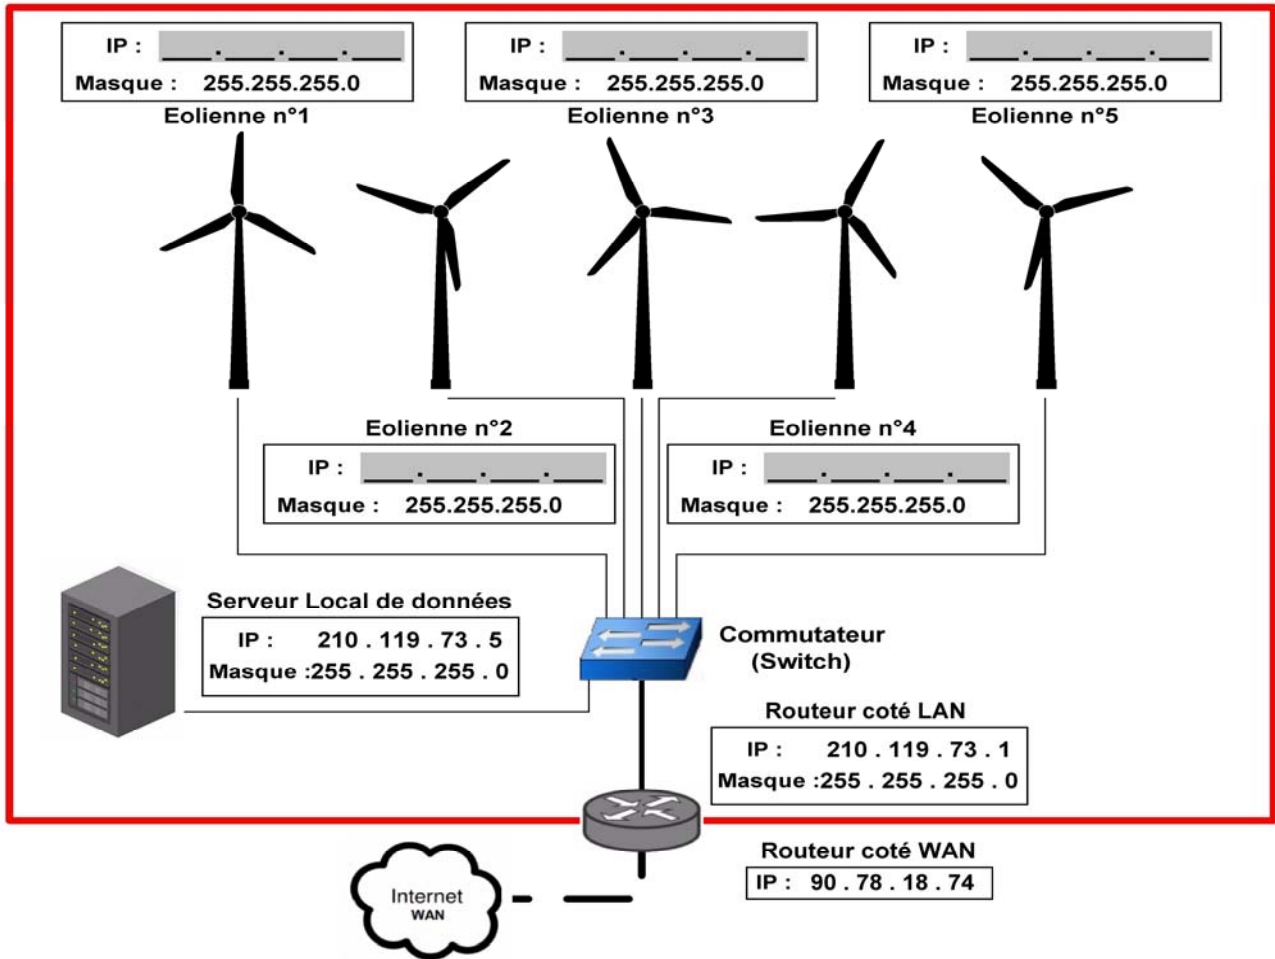 IP : ___.___.___.___
Masque : 255.255.255.0
Eolienne n°1
IP : ___.___.___.___
Masque : 255.255.255.0
Eolienne n°3
IP : ___.___.___.___
Masque : 255.255.255.0
Eolienne n°5
Eolienne n°2
IP : ___.___.___.___
Masque : 255.255.255.0
Eolienne n°4
IP : ___.___.___.___
Masque : 255.255.255.0
Serveur Local de données
IP : 210 . 119 . 73 . 5
Masque :255 . 255 . 255 . 0
Commutateur
(Switch)
Routeur coté LAN
IP : 210 . 119 . 73 . 1
Masque :255 . 255 . 255 . 0
Routeur coté WAN
IP : 90 . 78 . 18 . 74
Internet
WAN